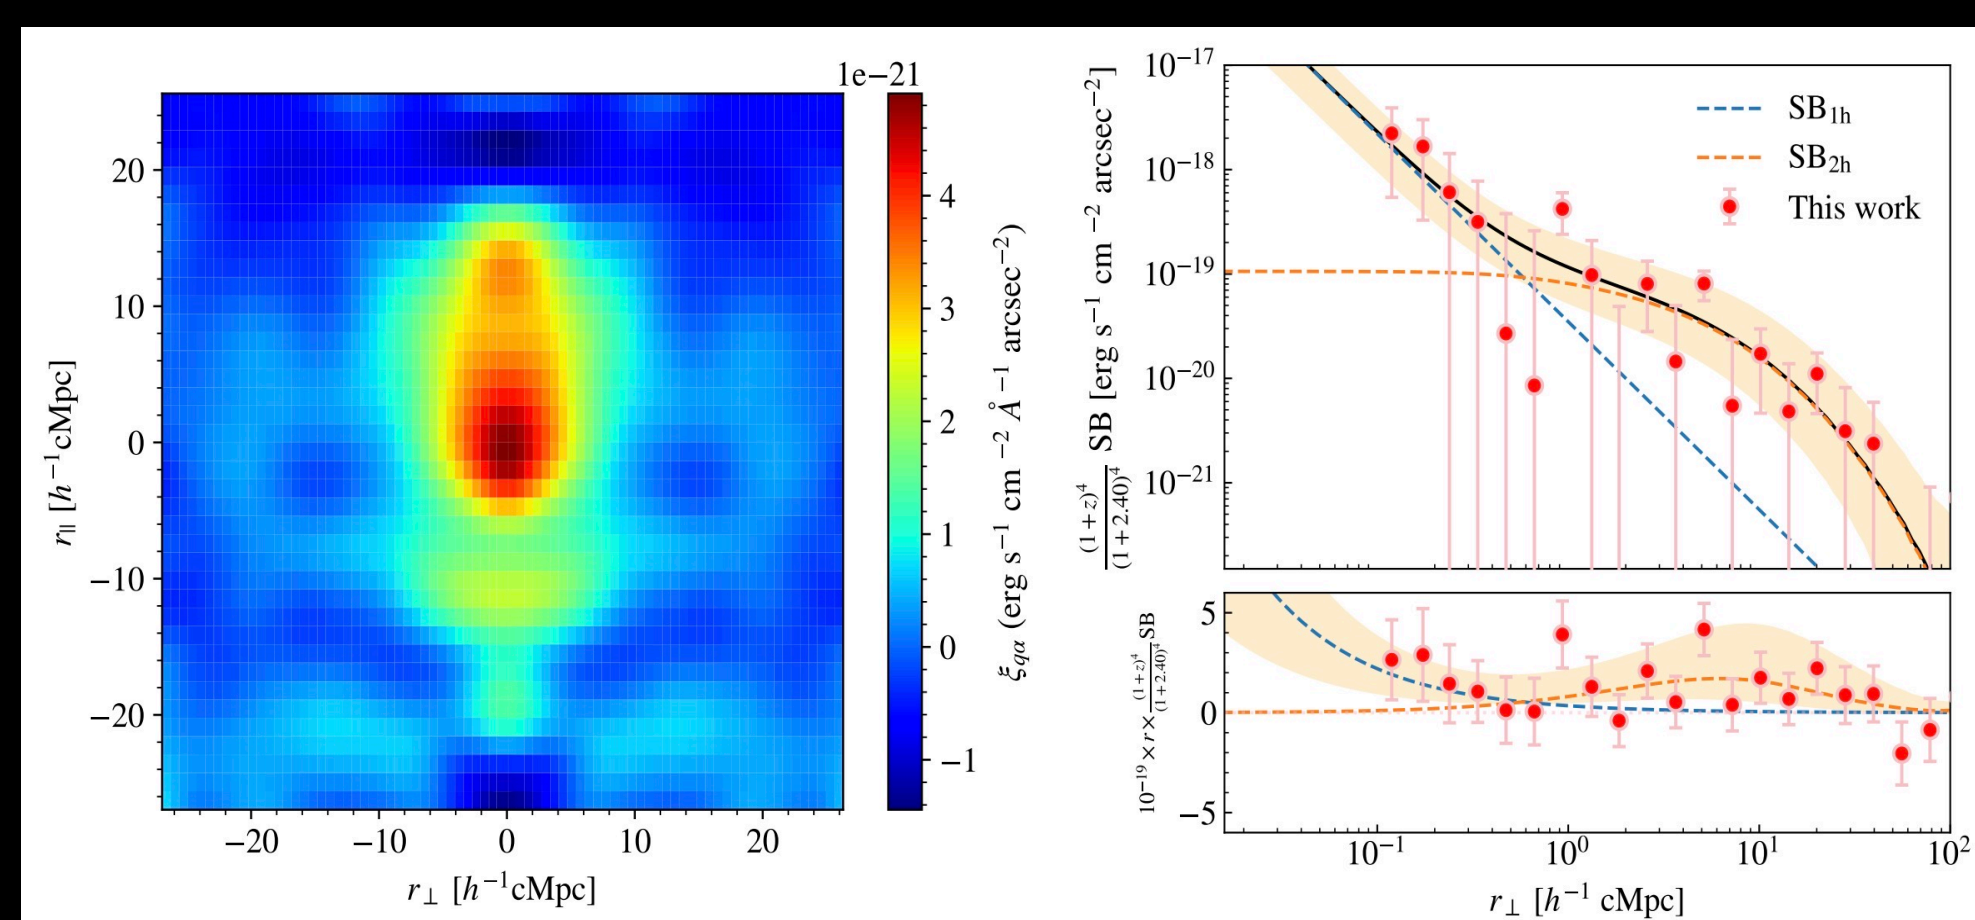 1e−21
20
10
0
−10
−20
−20 −10 0 10 20
r⊥ [h⁻¹cMpc]
r∥ [h⁻¹cMpc]
4
3
2
1
0
−1
ξqα (erg s⁻¹ cm⁻² Å⁻¹ arcsec⁻²)
10⁻¹⁷
10⁻¹⁸
10⁻¹⁹
10⁻²⁰
10⁻²¹
(1+z)⁴/(1+2.40)⁴ SB [erg s⁻¹ cm⁻² arcsec⁻²]
SB₁ₕ
SB₂ₕ
This work
5
0
−5
10⁻¹⁹ × r × (1+z)⁴/(1+2.40)⁴ SB
10⁻¹ 10⁰ 10¹ 10²
r⊥ [h⁻¹ cMpc]